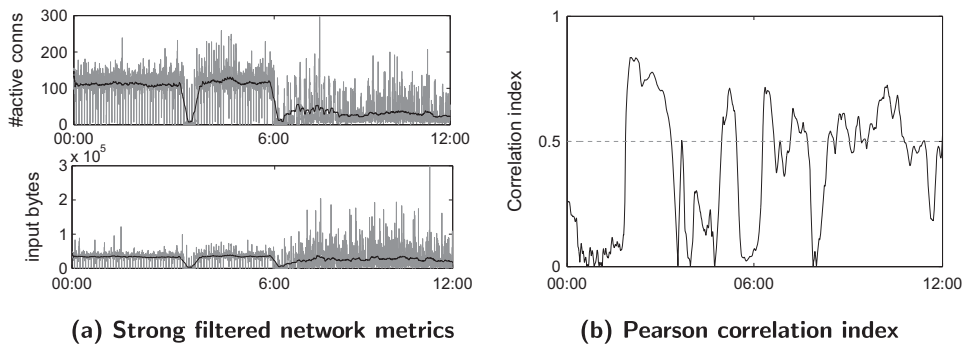 #active conns
300
200
100
0
00:00 6:00 12:00
x 10^5
input bytes
3
2
1
0
00:00 6:00 12:00
(a) Strong filtered network metrics
Correlation index
1
0.5
0
00:00 06:00 12:00
(b) Pearson correlation index